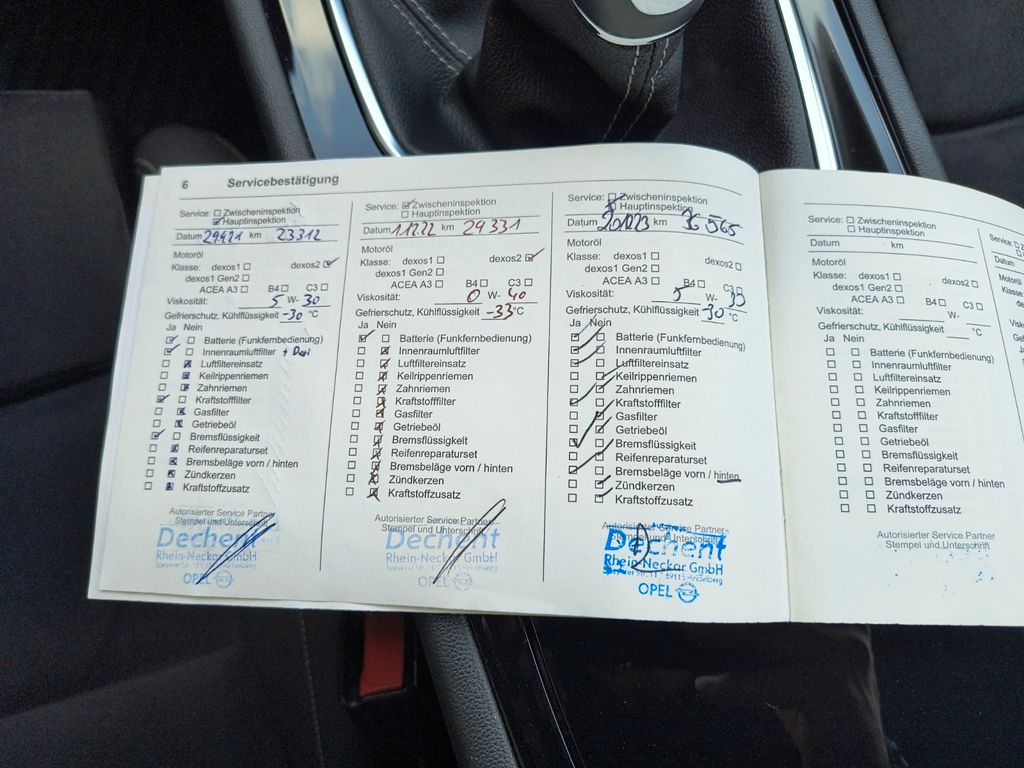 6 Servicebestätigung
Service: Zwischeninspektion
Hauptinspektion
Datum km 23312
Motoröl
Klasse: dexos1 dexos2
dexos1 Gen2
ACEA A3 B4 C3
Viskosität: 5 W- 30
Gefrierschutz, Kühlflüssigkeit -30 °C
Ja Nein
Batterie (Funkfernbedienung)
Innenraumluftfilter
Luftfiltereinsatz
Keilrippenriemen
Zahnriemen
Kraftstofffilter
Gasfilter
Getriebeöl
Bremsflüssigkeit
Reifenreparaturset
Bremsbeläge vorn / hinten
Zündkerzen
Kraftstoffzusatz
Autorisierter Service Partner
Stempel und Unterschrift
Dechent
Rhein-Neckar GmbH
OPEL
Service: Zwischeninspektion
Hauptinspektion
Datum 11222 km 24331
Motoröl
Klasse: dexos1 dexos2
dexos1 Gen2
ACEA A3 B4 C3
Viskosität: 0 W- 40
Gefrierschutz, Kühlflüssigkeit -33 °C
Ja Nein
Batterie (Funkfernbedienung)
Innenraumluftfilter
Luftfiltereinsatz
Keilrippenriemen
Zahnriemen
Kraftstofffilter
Gasfilter
Getriebeöl
Bremsflüssigkeit
Reifenreparaturset
Bremsbeläge vorn / hinten
Zündkerzen
Kraftstoffzusatz
Autorisierter Service Partner
Stempel und Unterschrift
Dechent
Rhein-Neckar GmbH
OPEL
Service: Zwischeninspektion
Hauptinspektion
Datum km 36565
Motoröl
Klasse: dexos1 dexos2
dexos1 Gen2
ACEA A3 B4 C3
Viskosität: 5 W-
Gefrierschutz, Kühlflüssigkeit -30 °C
Ja Nein
Batterie (Funkfernbedienung)
Innenraumluftfilter
Luftfiltereinsatz
Keilrippenriemen
Zahnriemen
Kraftstofffilter
Gasfilter
Getriebeöl
Bremsflüssigkeit
Reifenreparaturset
Bremsbeläge vorn / hinten
Zündkerzen
Kraftstoffzusatz
Autorisierter Service Partner
Stempel und Unterschrift
Dechent
Rhein-Neckar GmbH
OPEL
Service: Zwischeninspektion
Hauptinspektion
Datum km
Motoröl
Klasse: dexos1 dexos2
dexos1 Gen2
ACEA A3 B4 C3
Viskosität: W-
Gefrierschutz, Kühlflüssigkeit °C
Ja Nein
Batterie (Funkfernbedienung)
Innenraumluftfilter
Luftfiltereinsatz
Keilrippenriemen
Zahnriemen
Kraftstofffilter
Gasfilter
Getriebeöl
Bremsflüssigkeit
Reifenreparaturset
Bremsbeläge vorn / hinten
Zündkerzen
Kraftstoffzusatz
Autorisierter Service Partner
Stempel und Unterschrift
Service:
Datum
Motoröl